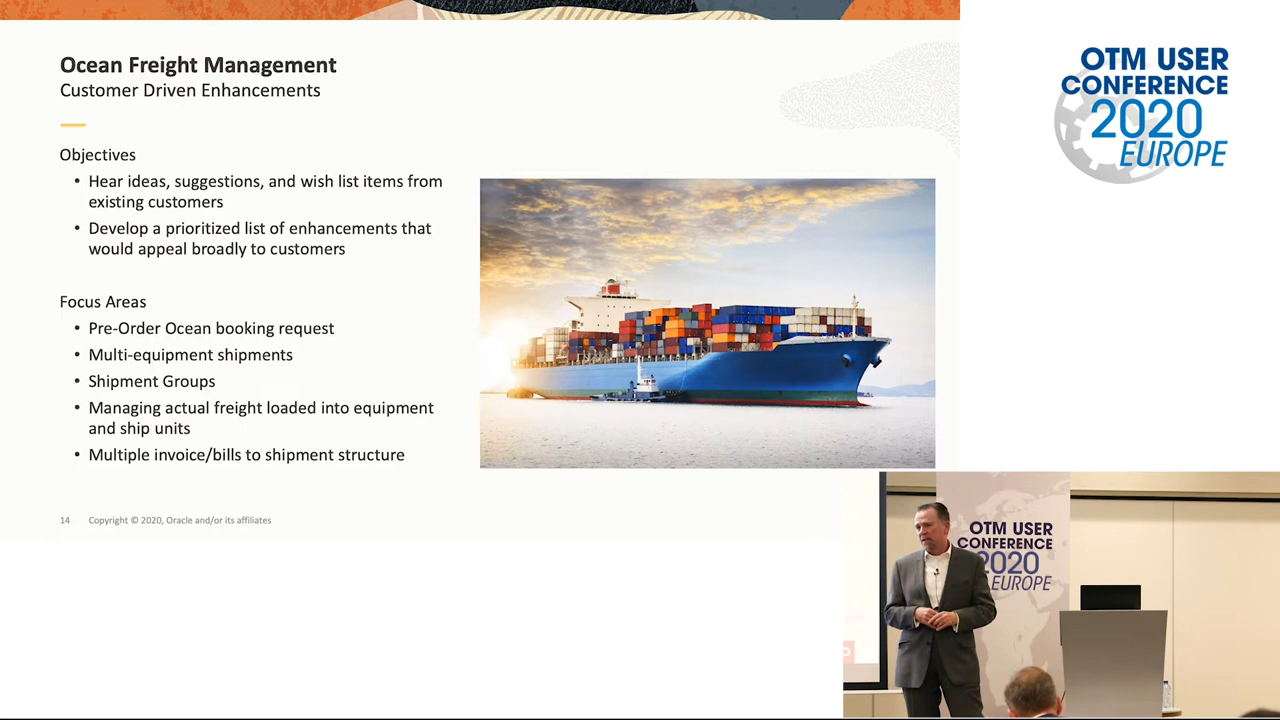 Ocean Freight Management
Customer Driven Enhancements
Objectives
• Hear ideas, suggestions, and wish list items from
existing customers
• Develop a prioritized list of enhancements that
would appeal broadly to customers
Focus Areas
• Pre-Order Ocean booking request
• Multi-equipment shipments
• Shipment Groups
• Managing actual freight loaded into equipment
and ship units
• Multiple invoice/bills to shipment structure
14 Copyright © 2020, Oracle and/or its affiliates
OTM USER
CONFERENCE
2020
EUROPE
OTM USER
CONFERENCE
2020
EUROPE